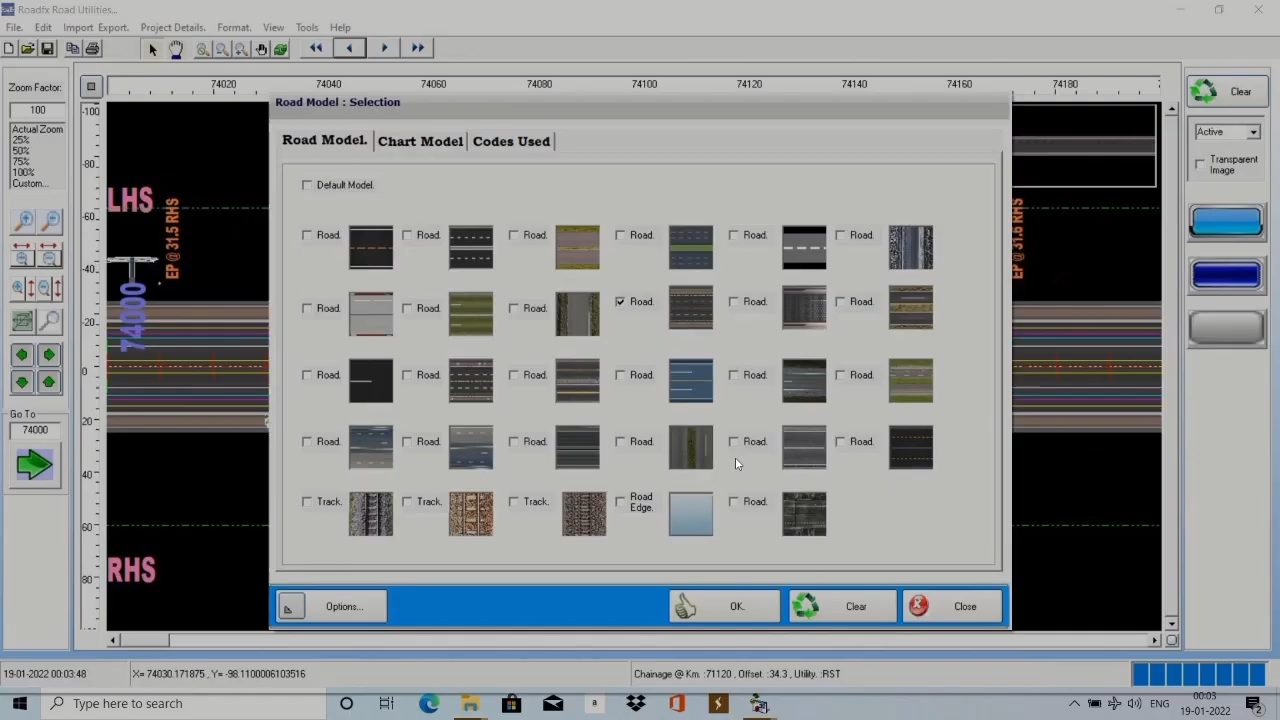 Roadfx Road Utilities..
File. Edit Import Export. Project Details. Format. View Tools Help
Zoom Factor:
100
Actual Zoom
25%
50%
75%
100%
Custom...
Go To
74000
74020 74040 74060 74080 74100 74120 74140 74160 74180
-100
-80
-60
-40
-20
0
20
40
60
80
LHS
EP @ 31.5 RHS
74000
RHS
EP @ 31.6 RHS
Road Model : Selection
Road Model. Chart Model Codes Used
Default Model.
Road. Road. Road. Road. Road. Road.
Road. Road. Road. Road. Road. Road.
Road. Road. Road. Road. Road. Road.
Road. Road. Road. Road. Road. Road.
Track. Track. Track. Road Edge. Road.
Options... OK. Clear Close
Clear
Active
Transparent
Image
19-01-2022 00:03:48 X= 74030.171875 , Y= -98.1100006103516 Chainage @ Km. :71120 , Offset. :34.3 , Utility. :RST
Type here to search
a
ENG
00:03
19-01-2022
2